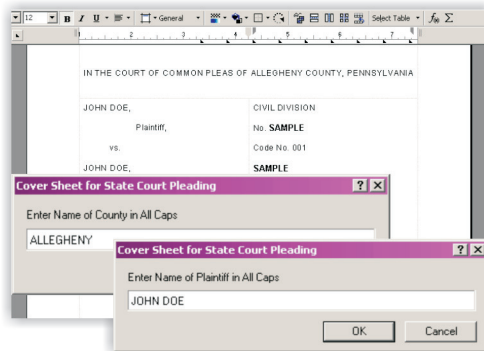 12 B I U General Select Table
2 3 4 5 6 7
IN THE COURT OF COMMON PLEAS OF ALLEGHENY COUNTY, PENNSYLVANIA
JOHN DOE, CIVIL DIVISION
Plaintiff, No. SAMPLE
vs. Code No. 001
JOHN DOE, SAMPLE
Cover Sheet for State Court Pleading
Enter Name of County in All Caps
ALLEGHENY
Cover Sheet for State Court Pleading
Enter Name of Plaintiff in All Caps
JOHN DOE
OK Cancel